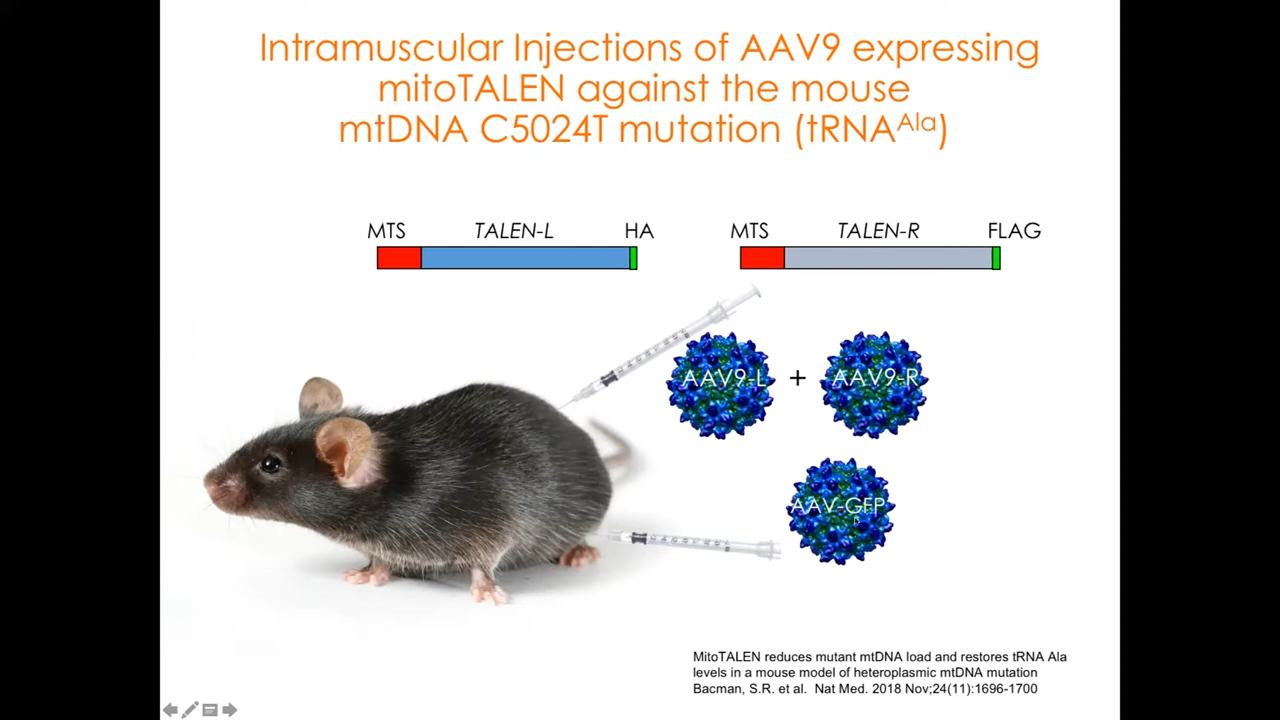 Intramuscular Injections of AAV9 expressing
mitoTALEN against the mouse
mtDNA C5024T mutation (tRNAAla)
MTS TALEN-L HA
MTS TALEN-R FLAG
AAV9-L + AAV9-R
AAV-GFP
MitoTALEN reduces mutant mtDNA load and restores tRNA Ala
levels in a mouse model of heteroplasmic mtDNA mutation
Bacman, S.R. et al. Nat Med. 2018 Nov;24(11):1696-1700